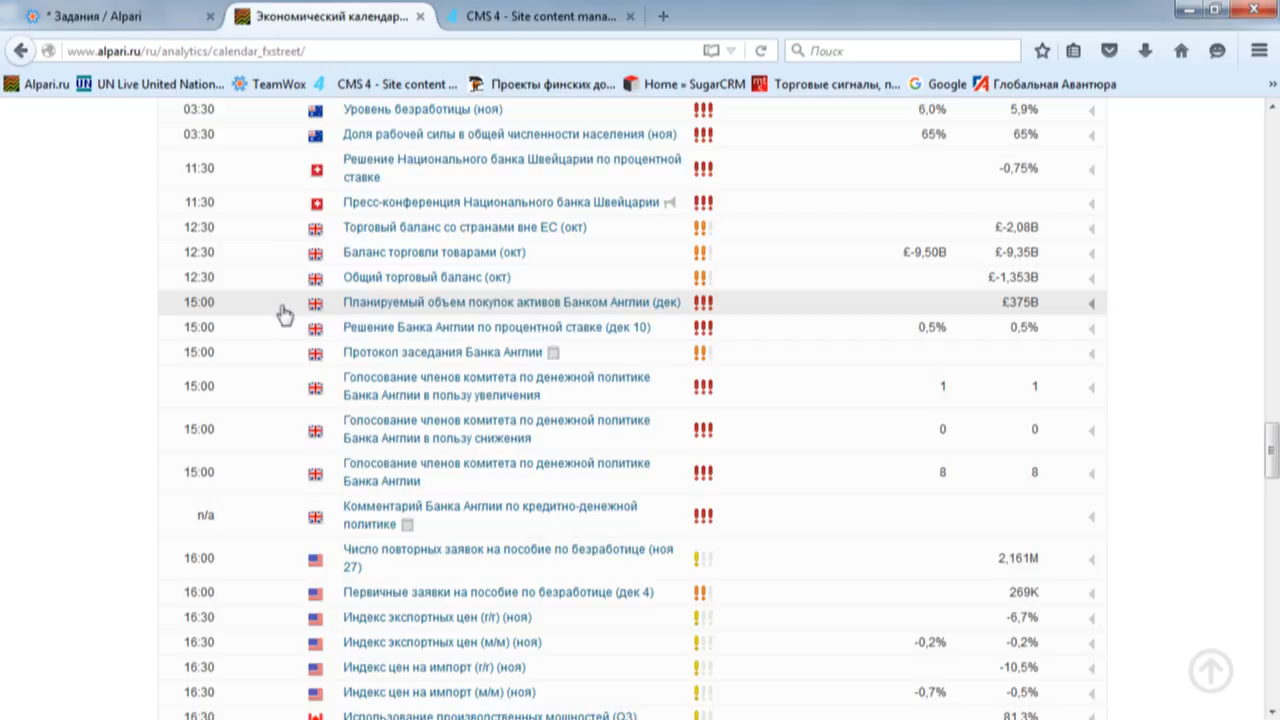 * Задания / Alpari
Экономический календар...
CMS 4 - Site content mana...
www.alpari.ru/ru/analytics/calendar_fxstreet/
Поиск
Alpari.ru
UN Live United Nation...
TeamWox
CMS 4 - Site content ...
Проекты финских до...
Home » SugarCRM
Торговые сигналы, п...
Google
Глобальная Авантюра
03:30 Уровень безработицы (ноя) 6,0% 5,9%
03:30 Доля рабочей силы в общей численности населения (ноя) 65% 65%
11:30 Решение Национального банка Швейцарии по процентной
ставке -0,75%
11:30 Пресс-конференция Национального банка Швейцарии
12:30 Торговый баланс со странами вне ЕС (окт) £-2,08B
12:30 Баланс торговли товарами (окт) £-9,50B £-9,35B
12:30 Общий торговый баланс (окт) £-1,353B
15:00 Планируемый объем покупок активов Банком Англии (дек) £375B
15:00 Решение Банка Англии по процентной ставке (дек 10) 0,5% 0,5%
15:00 Протокол заседания Банка Англии
15:00 Голосование членов комитета по денежной политике
Банка Англии в пользу увеличения 1 1
15:00 Голосование членов комитета по денежной политике
Банка Англии в пользу снижения 0 0
15:00 Голосование членов комитета по денежной политике
Банка Англии 8 8
n/a Комментарий Банка Англии по кредитно-денежной
политике
16:00 Число повторных заявок на пособие по безработице (ноя
27) 2,161M
16:00 Первичные заявки на пособие по безработице (дек 4) 269K
16:30 Индекс экспортных цен (г/г) (ноя) -6,7%
16:30 Индекс экспортных цен (м/м) (ноя) -0,2% -0,2%
16:30 Индекс цен на импорт (г/г) (ноя) -10,5%
16:30 Индекс цен на импорт (м/м) (ноя) -0,7% -0,5%
16:30 Использование производственных мощностей (Q3) 81,3%